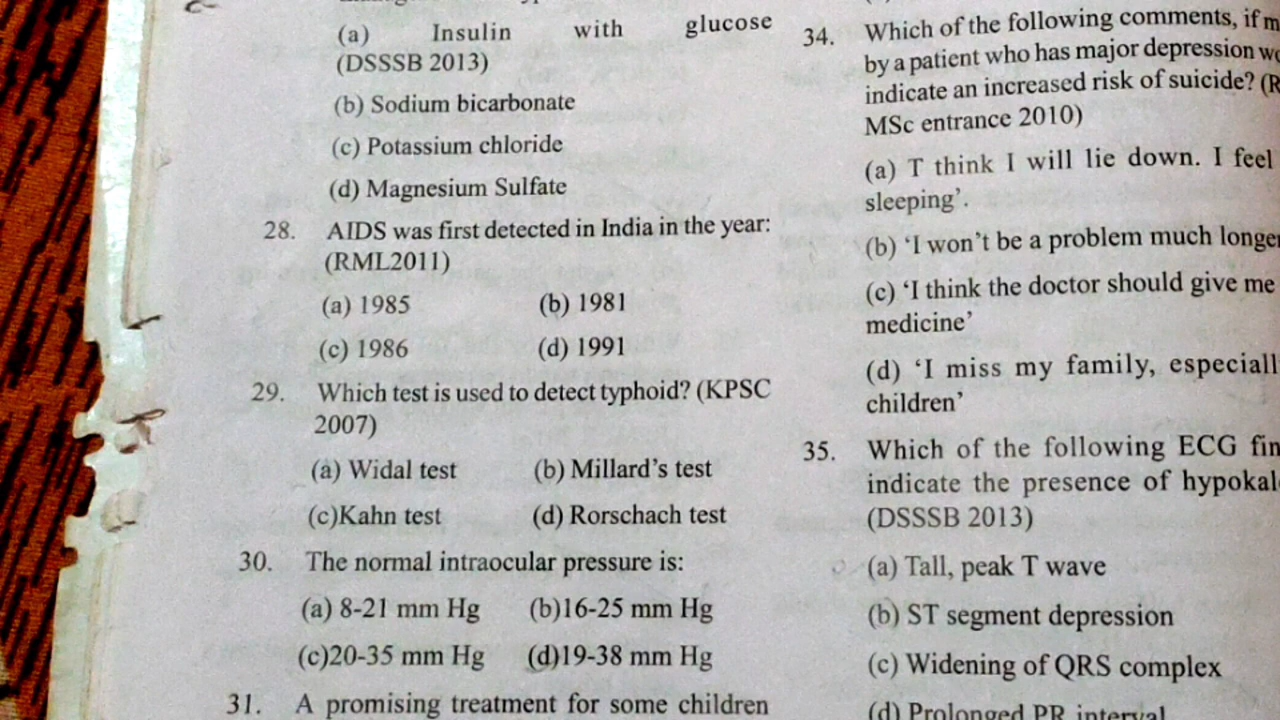 (a) Insulin with glucose
(DSSSB 2013)
(b) Sodium bicarbonate
(c) Potassium chloride
(d) Magnesium Sulfate
28. AIDS was first detected in India in the year:
(RML2011)
(a) 1985 (b) 1981
(c) 1986 (d) 1991
29. Which test is used to detect typhoid? (KPSC
2007)
(a) Widal test (b) Millard's test
(c)Kahn test (d) Rorschach test
30. The normal intraocular pressure is:
(a) 8-21 mm Hg (b)16-25 mm Hg
(c)20-35 mm Hg (d)19-38 mm Hg
31. A promising treatment for some children
34. Which of the following comments, if
by a patient who has major depression
indicate an increased risk of suicide?
MSc entrance 2010)
(a) T think I will lie down. I feel
sleeping'.
(b) 'I won't be a problem much longer
(c) 'I think the doctor should give me
medicine'
(d) 'I miss my family,
children'
35. Which of the following ECG
indicate the presence of
(DSSSB 2013)
(a) Tall, peak T wave
(b) ST segment depression
(c) Widening of QRS complex
(d) Prolonged PR interval